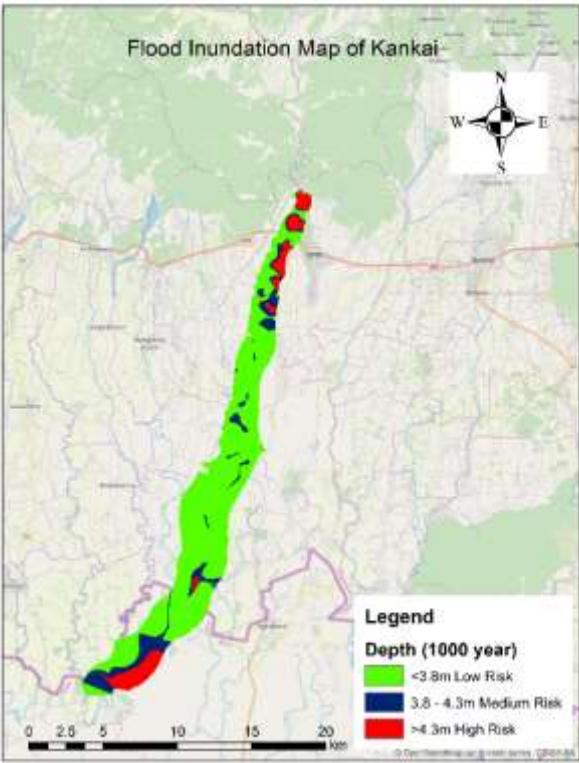 Flood Inundation Map of Kankai
N
W E
S
Legend
Depth (1000 year)
<3.8m Low Risk
3.8 - 4.3m Medium Risk
>4.3m High Risk
0 2.5 5 10 15 20
km